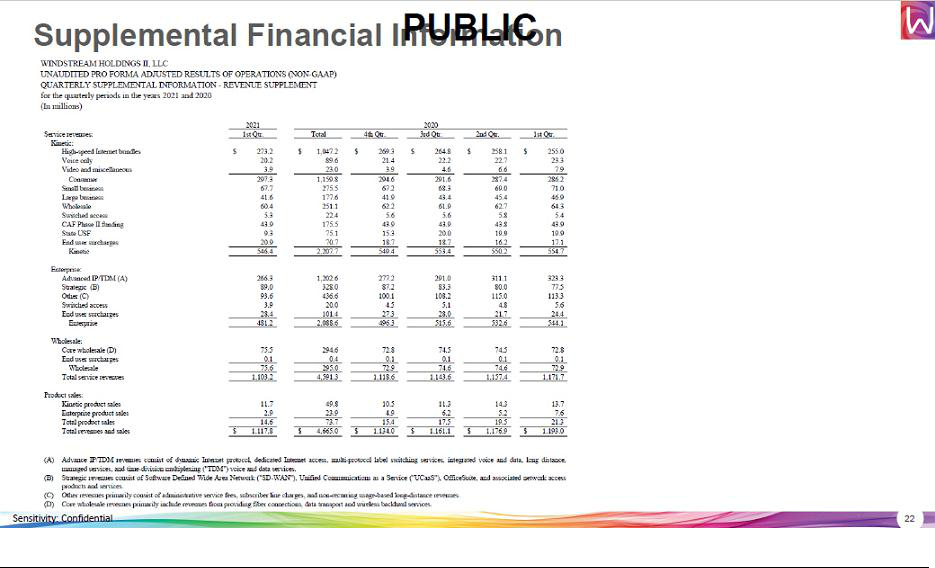 PUBLIC
Supplemental Financial Information
WINDSTREAM HOLDINGS II, LLC
UNAUDITED PRO FORMA ADJUSTED RESULTS OF OPERATIONS (NON-GAAP)
QUARTERLY SUPPLEMENTAL INFORMATION - REVENUE SUPPLEMENT
for the quarterly periods in the years 2021 and 2020
(In millions)
2021 2020
Service revenues: 1st Qtr. Total 4th Qtr. 3rd Qtr. 2nd Qtr. 1st Qtr.
Kinetic:
High-speed Internet bundles $ 273.2 $ 1,047.2 $ 269.3 $ 264.8 $ 258.1 $ 255.0
Voice only 20.2 89.6 21.4 22.2 22.7 23.3
Video and miscellaneous 3.9 23.0 3.9 4.6 6.6 7.9
Consumer 297.3 1,159.8 294.6 291.6 287.4 286.2
Small business 67.7 275.5 67.2 68.3 69.0 71.0
Large business 41.6 177.6 41.9 43.4 45.4 46.9
Wholesale 60.4 251.1 62.2 61.9 62.7 64.3
Switched access 5.3 22.4 5.6 5.6 5.8 5.4
CAF Phase II funding 43.9 175.5 43.9 43.9 43.8 43.9
State USF 9.3 75.1 15.3 20.0 19.9 19.9
End user surcharges 20.9 70.7 18.7 18.7 16.2 17.1
Kinetic 546.4 2,207.7 549.4 553.4 550.2 554.7
Enterprise:
Advanced IP/TDM (A) 266.3 1,202.6 277.2 291.0 311.1 323.3
Strategic (B) 89.0 328.0 87.2 83.3 80.0 77.5
Other (C) 93.6 436.6 100.1 108.2 115.0 113.3
Switched access 3.9 20.0 4.5 5.1 4.8 5.6
End user surcharges 28.4 101.4 27.3 28.0 21.7 24.4
Enterprise 481.2 2,088.6 496.3 515.6 532.6 544.1
Wholesale:
Core wholesale (D) 75.5 294.6 72.8 74.5 74.5 72.8
End user surcharges 0.1 0.4 0.1 0.1 0.1 0.1
Wholesale 75.6 295.0 72.9 74.6 74.6 72.9
Total service revenues 1,103.2 4,591.3 1,118.6 1,143.6 1,157.4 1,171.7
Product sales:
Kinetic product sales 11.7 49.8 10.5 11.3 14.3 13.7
Enterprise product sales 2.9 23.9 4.9 6.2 5.2 7.6
Total product sales 14.6 73.7 15.4 17.5 19.5 21.3
Total revenues and sales $ 1,117.8 $ 4,665.0 $ 1,134.0 $ 1,161.1 $ 1,176.9 $ 1,193.0
(A) Advance IP/TDM revenues consist of dynamic Internet protocol, dedicated Internet access, multi-protocol label switching services, integrated voice and data, long distance,
managed services, and time-division multiplexing ("TDM") voice and data services.
(B) Strategic revenues consist of Software Defined Wide Area Network ("SD-WAN"), Unified Communications as a Service ("UCaaS"), OfficeSuite, and associated network access
products and services.
(C) Other revenues primarily consist of administrative service fees, subscriber line charges, and non-recurring usage-based long-distance revenues.
(D) Core wholesale revenues primarily include revenues from providing fiber connections, data transport and wireless backhaul services.
Sensitivity: Confidential
22